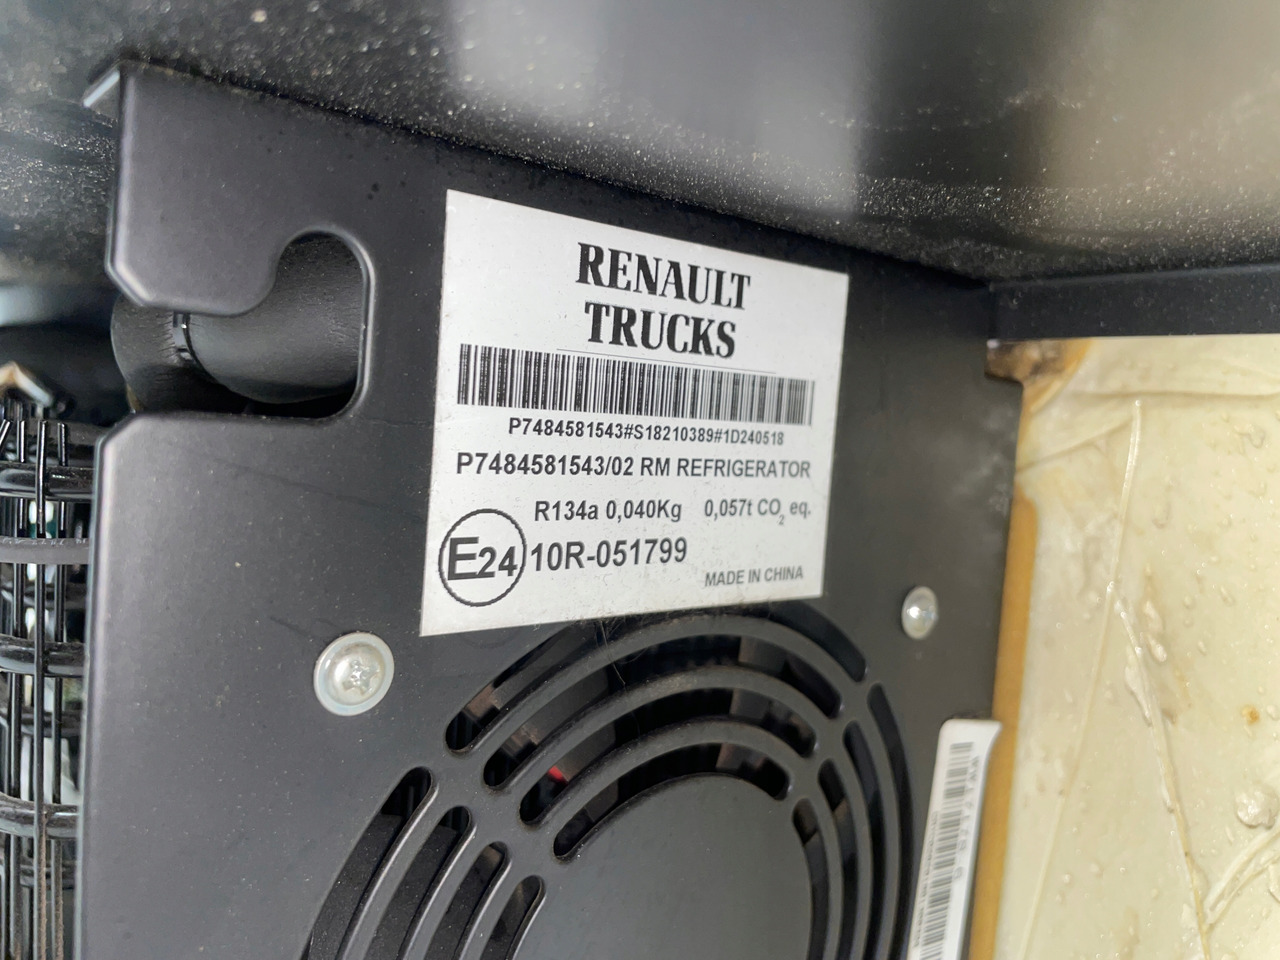 RENAULT
TRUCKS
P7484581543#S18210389#1D240518
P7484581543/02 RM REFRIGERATOR
R134a 0,040Kg 0,057t CO2 eq.
E24 10R-051799
MADE IN CHINA